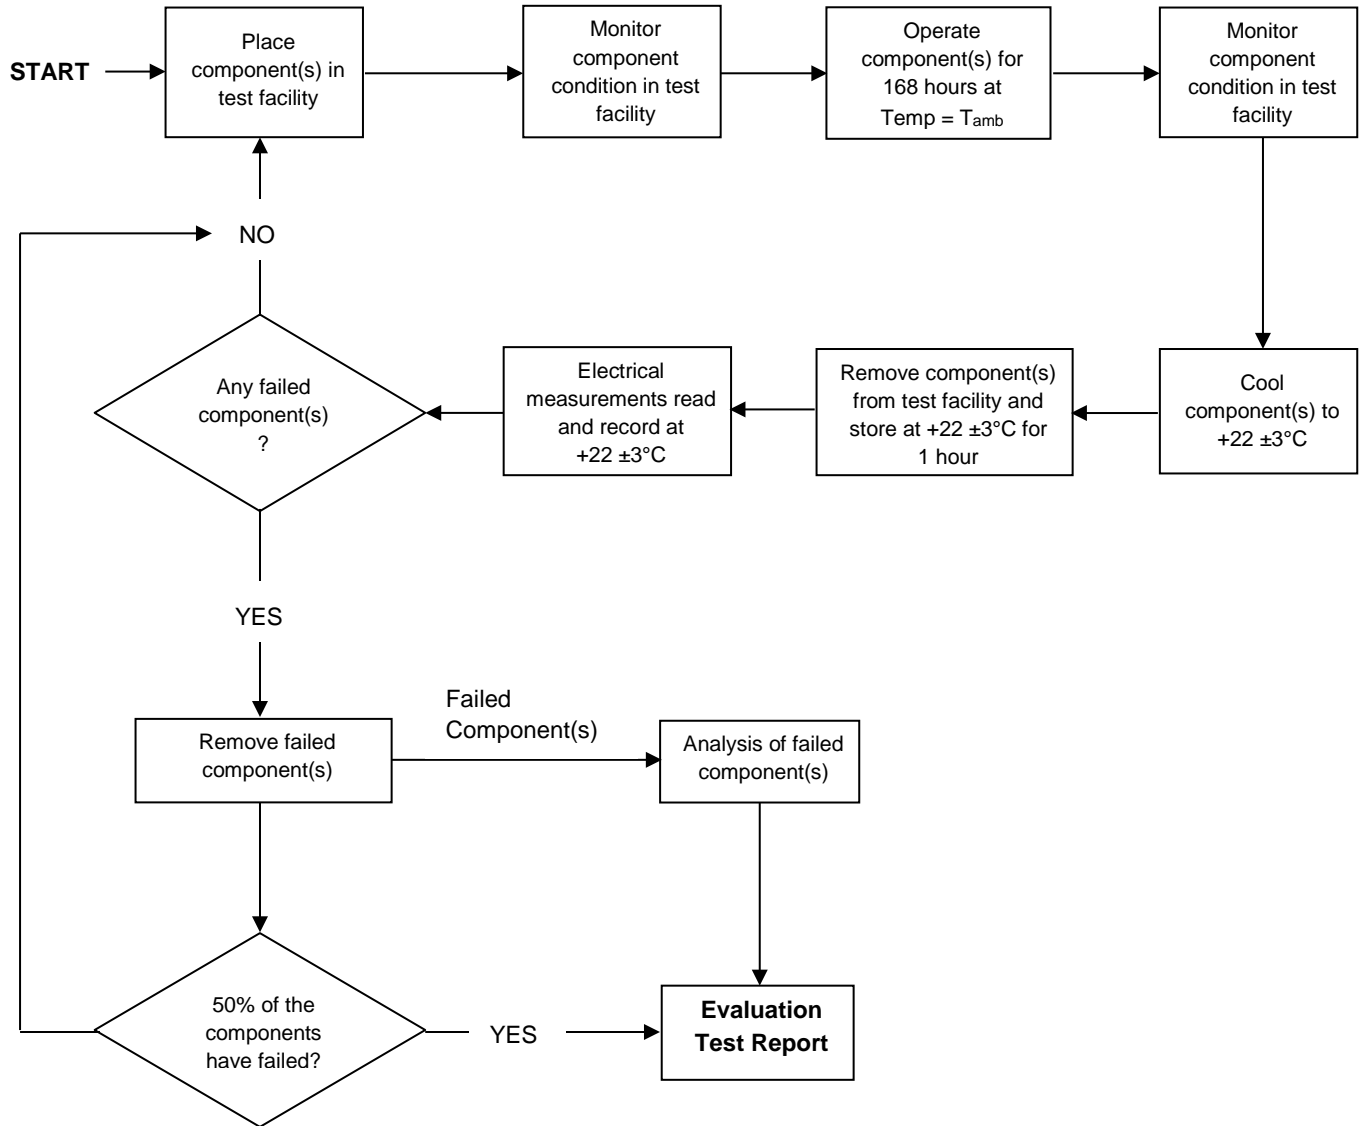 START
Place
component(s) in
test facility
Monitor
component
condition in test
facility
Operate
component(s) for
168 hours at
Temp = Tamb
Monitor
component
condition in test
facility
NO
Any failed
component(s)
?
Electrical
measurements read
and record at
+22 ±3°C
Remove component(s)
from test facility and
store at +22 ±3°C for
1 hour
Cool
component(s) to
+22 ±3°C
YES
Remove failed
component(s)
Failed
Component(s)
Analysis of failed
component(s)
50% of the
components
have failed?
YES
Evaluation
Test Report